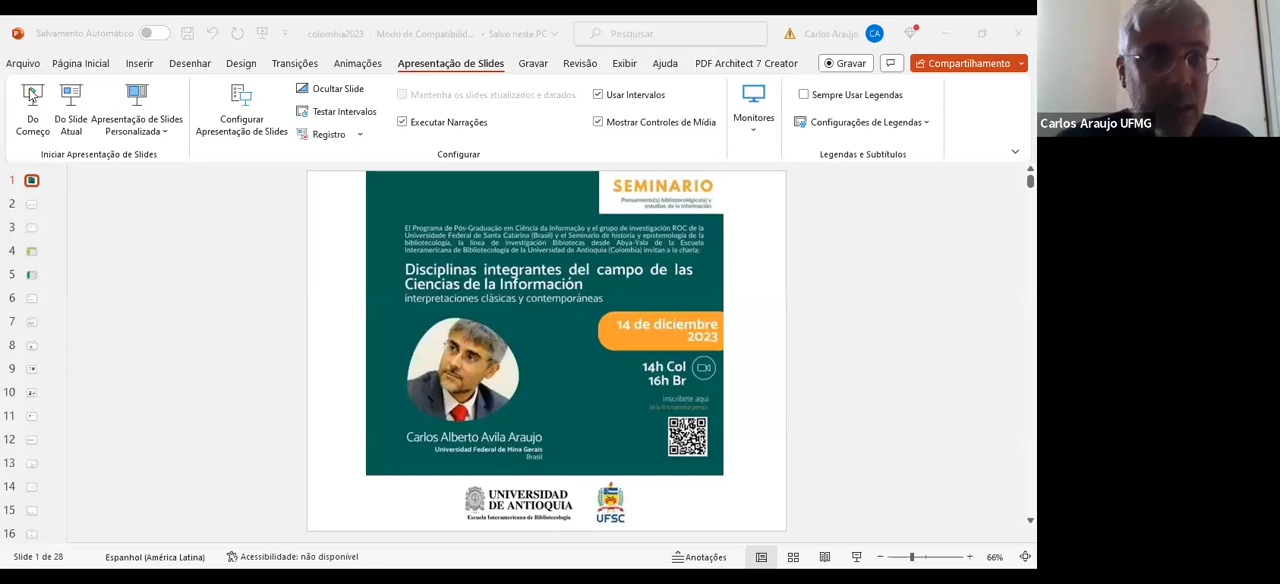 Salvamento Automático
colombia2023 - Modo de Compatibilid... • Salvo neste PC
Pesquisar
Carlos Araújo
CA
Arquivo Página Inicial Inserir Desenhar Design Transições Animações Apresentação de Slides Gravar Revisão Exibir Ajuda PDF Architect 7 Creator
Gravar
Compartilhamento
Do Começo
Do Slide Atual
Apresentação de Slides Personalizada
Iniciar Apresentação de Slides
Configurar Apresentação de Slides
Ocultar Slide
Testar Intervalos
Registro
Mantenha os slides atualizados e datados
Executar Narrações
Usar Intervalos
Mostrar Controles de Mídia
Configurar
Monitores
Sempre Usar Legendas
Configurações de Legendas
Legendas e Subtítulos
Carlos Araujo UFMG
1
2
3
4
5
6
7
8
9
10
11
12
13
14
15
16
SEMINARIO
Pensamiento(s) bibliotecológico(s) y
estudios de la información
El Programa de Pós-Graduação em Ciência da Informação y el grupo de investigación ROC de la
Universidade Federal de Santa Catarina (Brasil) y el Seminario de historia y epistemología de la
bibliotecología, la línea de investigación Bibiotecas desde Abya-Yala de la Escuela
Interamericana de Bibliotecología de la Universidad de Antioquia (Colombia) invitan a la charla:
Disciplinas integrantes del campo de las
Ciencias de la Información
interpretaciones clásicas y contemporáneas
14 de diciembre
2023
14h Col
16h Br
Inscríbete aquí
Carlos Alberto Avila Araujo
Universidad Federal de Mina Gerais
Brasil
UNIVERSIDAD
DE ANTIOQUIA
Escuela Interamericana de Bibliotecología
UFSC
Slide 1 de 28
Espanhol (América Latina)
Acessibilidade: não disponível
Anotações
66%